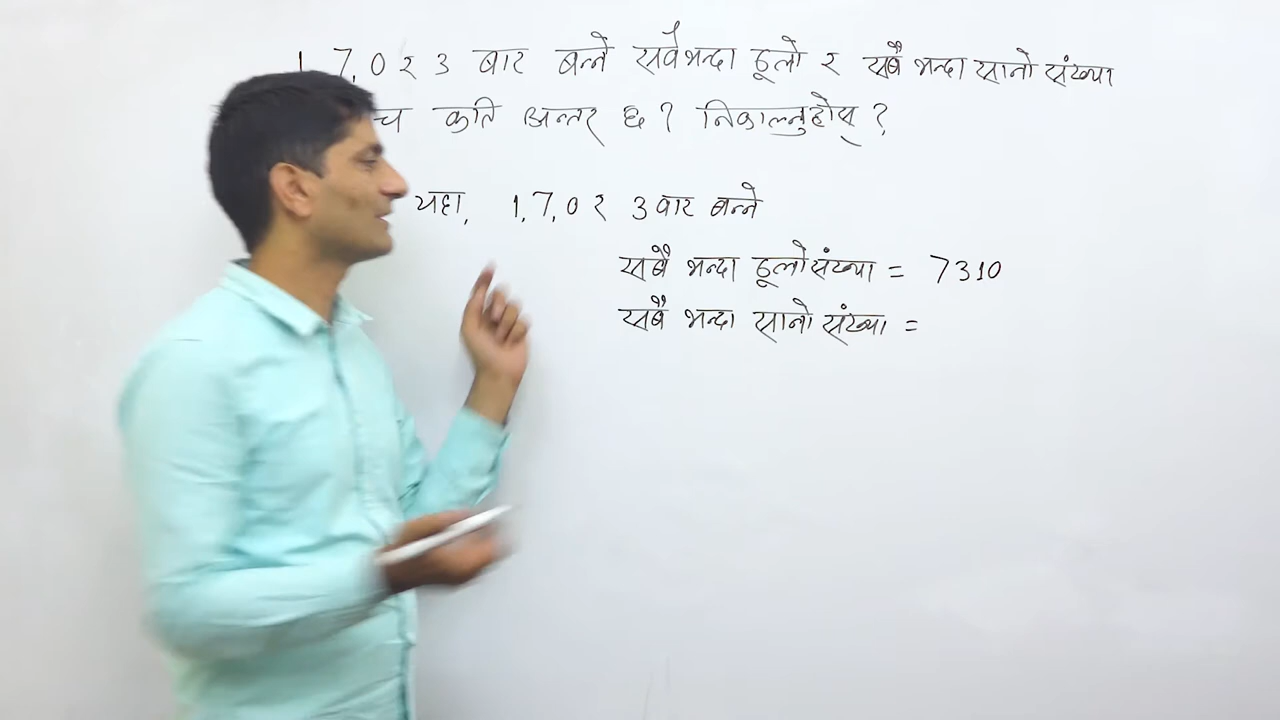 1, 7, 0 र 3 बाट बन्ने सबैभन्दा ठूलो र सबै भन्दा सानो संख्या
कति अन्तर छ ? निकाल्नुहोस् ?
यहा, 1, 7, 0 र 3 बाट बन्ने
सबै भन्दा ठूलो संख्या = 7310
सबै भन्दा सानो संख्या =